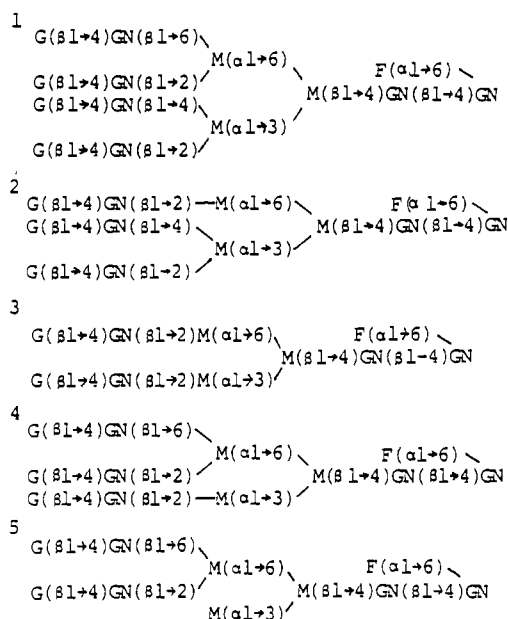 1
G(β1→4)GN(β1→6)
M(α1→6)
F(α1→6)
G(β1→4)GN(β1→2)
G(β1→4)GN(β1→4)
M(β1→4)GN(β1→4)GN
M(α1→3)
G(β1→4)GN(β1→2)
2
G(β1→4)GN(β1→2)—M(α1→6) F(α 1→6)
G(β1→4)GN(β1→4) M(β1→4)GN(β1→4)GN
M(α1→3)
G(β1→4)GN(β1→2)
3
G(β1→4)GN(β1→2)M(α1→6) F(α1→6)
M(β1→4)GN(β1-4)GN
G(β1→4)GN(β1→2)M(α1→3)
4
G(β1→4)GN(β1→6)
M(α1→6) F(α1→6)
G(β1→4)GN(β1→2) M(β1→4)GN(β1→4)GN
G(β1→4)GN(β1→2)—M(α1→3)
5
G(β1→4)GN(β1→6)
M(α1→6) F(α1→6)
G(β1→4)GN(β1→2) M(β1→4)GN(β1→4)GN
M(α1→3)